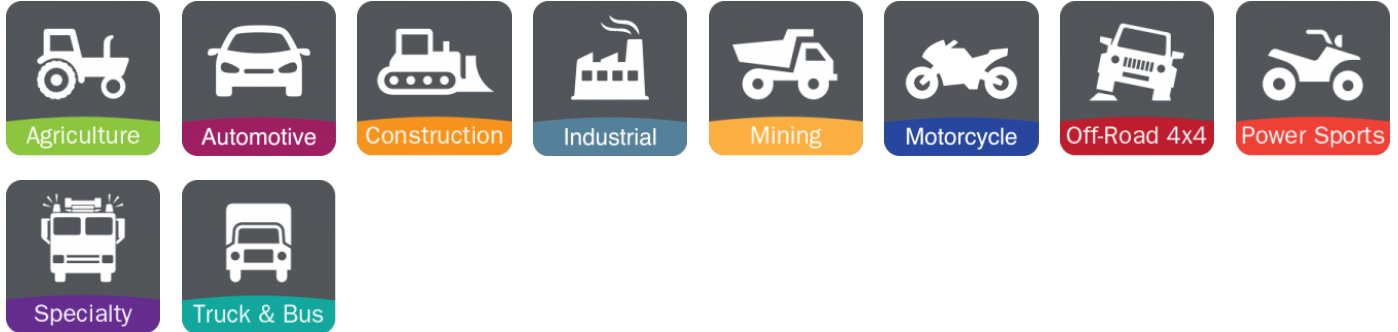 Agriculture
Automotive
Construction
Industrial
Mining
Motorcycle
Off-Road 4x4
Power Sports
Specialty
Truck & Bus